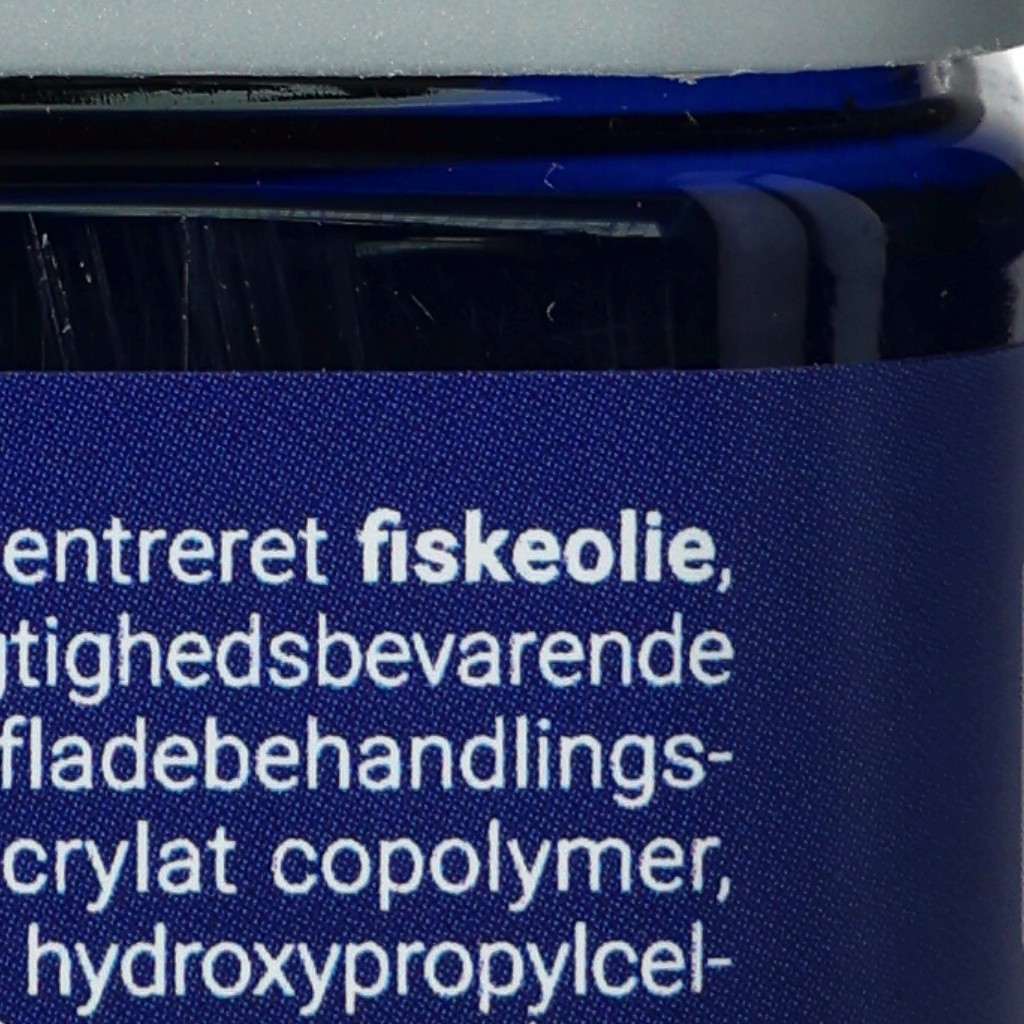 entreret fiskeolie,
gtighedsbevarende
fladebehandlings-
crylat copolymer,
hydroxypropylcel-